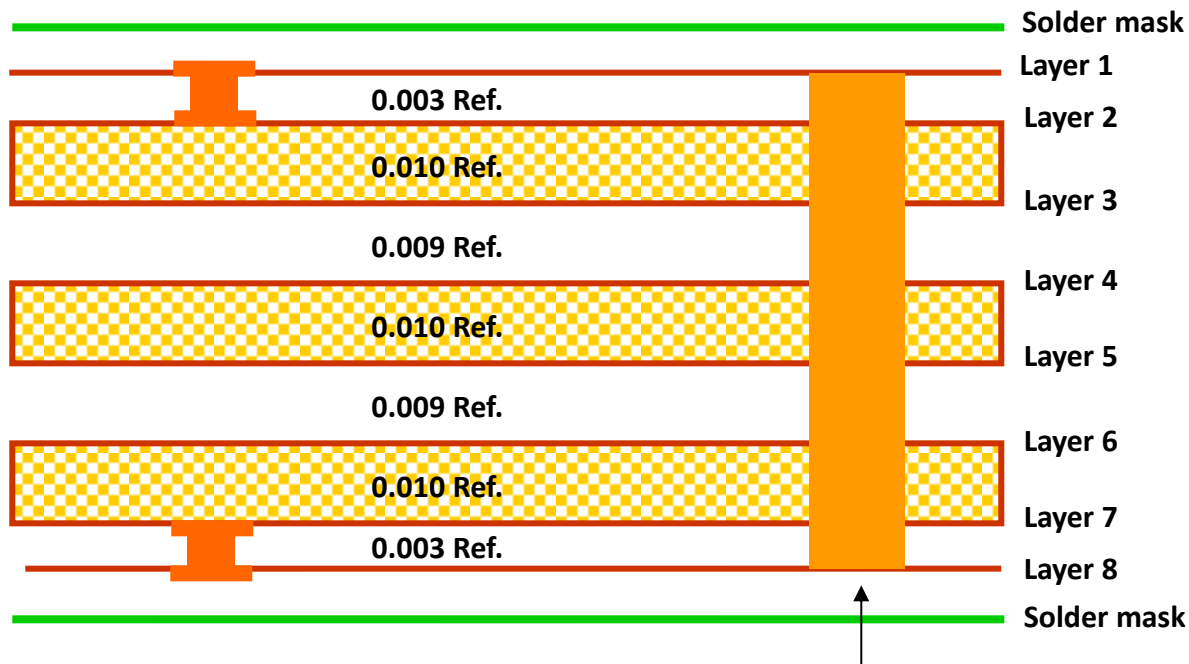 Solder mask
Layer 1
0.003 Ref.
Layer 2
0.010 Ref.
Layer 3
0.009 Ref.
Layer 4
0.010 Ref.
Layer 5
0.009 Ref.
Layer 6
0.010 Ref.
Layer 7
0.003 Ref.
Layer 8
Solder mask